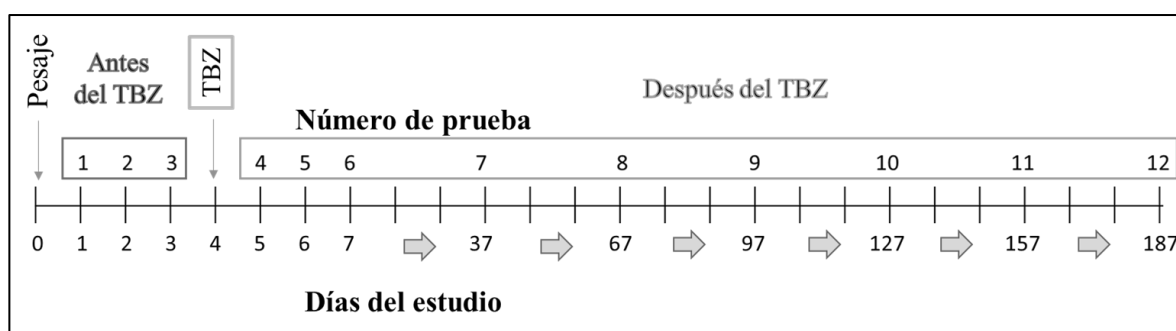 Pesaje
Antes
del TBZ
TBZ
Después del TBZ
Número de prueba
1 2 3 4 5 6 7 8 9 10 11 12
0 1 2 3 4 5 6 7 37 67 97 127 157 187
Días del estudio